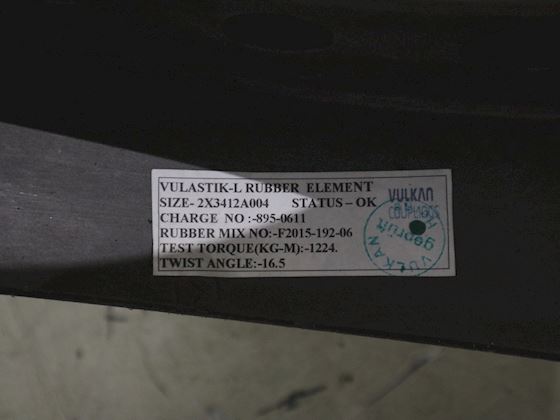 VULASTIK-L RUBBER ELEMENT
SIZE- 2X3412A004 STATUS – OK
CHARGE NO :-895-0611
RUBBER MIX NO:-F2015-192-06
TEST TORQUE(KG-M):-1224.
TWIST ANGLE:-16.5
VULKAN
COUPLINGS
geprüft
VULKAN